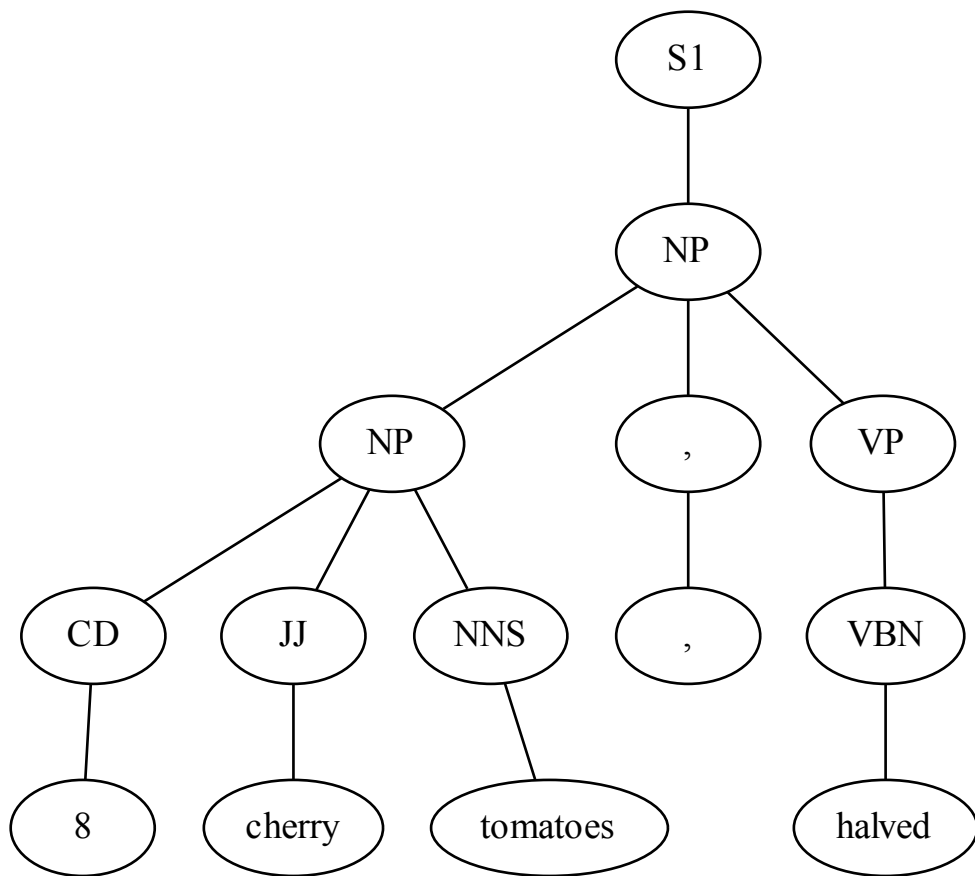 S1
NP
NP , VP
CD JJ NNS , VBN
8 cherry tomatoes halved